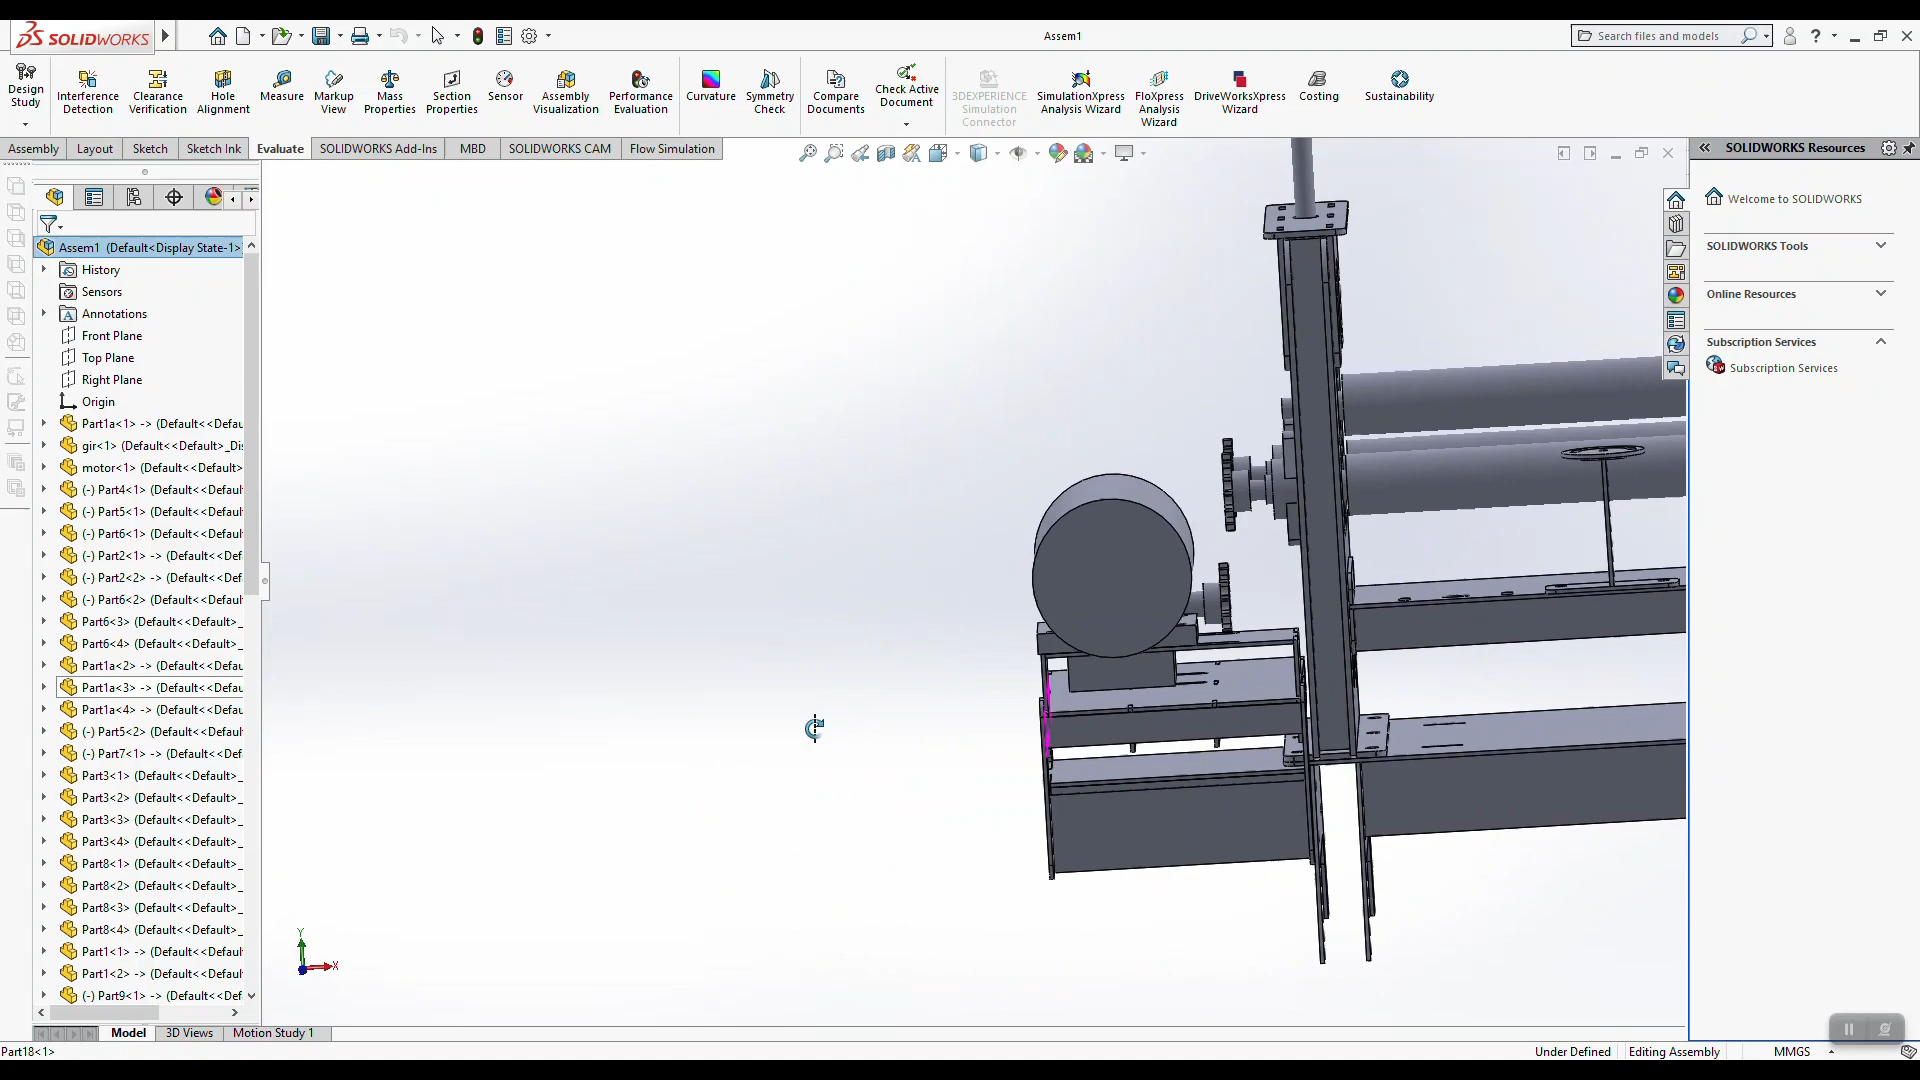 SOLIDWORKS
Assem1
Search files and models
Design Study
Interference Detection
Clearance Verification
Hole Alignment
Measure
Markup View
Mass Properties
Section Properties
Sensor
Assembly Visualization
Performance Evaluation
Curvature
Symmetry Check
Compare Documents
Check Active Document
3DEXPERIENCE Simulation Connector
SimulationXpress Analysis Wizard
FloXpress Analysis Wizard
DriveWorksXpress Wizard
Costing
Sustainability
Assembly
Layout
Sketch
Sketch Ink
Evaluate
SOLIDWORKS Add-Ins
MBD
SOLIDWORKS CAM
Flow Simulation
SOLIDWORKS Resources
Welcome to SOLIDWORKS
SOLIDWORKS Tools
Online Resources
Subscription Services
Subscription Services
Assem1 (Default<Display State-1>
History
Sensors
Annotations
Front Plane
Top Plane
Right Plane
Origin
Part1a<1> -> (Default<<Defau
gir<1> (Default<<Default>_Di
motor<1> (Default<<Default>
(-) Part4<1> (Default<<Defaul
(-) Part5<1> (Default<<Defaul
(-) Part6<1> (Default<<Defaul
(-) Part2<1> -> (Default<<Def
(-) Part2<2> -> (Default<<Def
(-) Part6<2> (Default<<Defaul
Part6<3> (Default<<Default>_
Part6<4> (Default<<Default>_
Part1a<2> -> (Default<<Defau
Part1a<3> -> (Default<<Defau
Part1a<4> -> (Default<<Defau
(-) Part5<2> (Default<<Defaul
(-) Part7<1> (Default<<Defaul
Part3<1> (Default<<Default>_
Part3<2> (Default<<Default>_
Part3<3> (Default<<Default>_
Part3<4> (Default<<Default>_
Part8<1> (Default<<Default>_
Part8<2> (Default<<Default>_
Part8<3> (Default<<Default>_
Part8<4> (Default<<Default>_
Part1<1> -> (Default<<Defaul
Part1<2> -> (Default<<Defaul
(-) Part9<1> -> (Default<<Def
Y
X
Model
3D Views
Motion Study 1
Part18<1>
Under Defined
Editing Assembly
MMGS